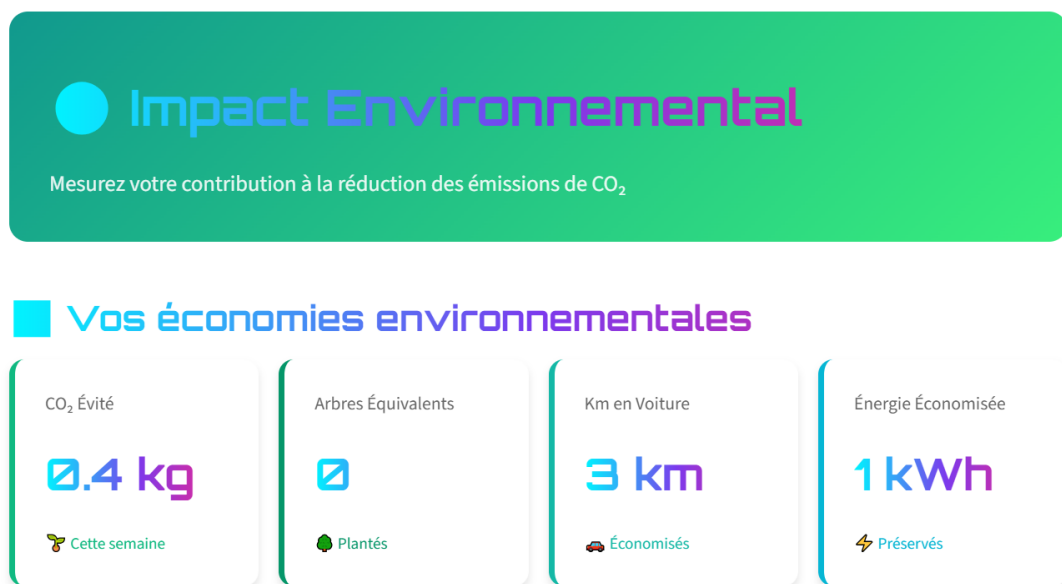 Impact Environnemental
Mesurez votre contribution à la réduction des émissions de CO₂
Vos économies environnementales
CO₂ Évité
0.4 kg
Cette semaine
Arbres Équivalents
0
Plantés
Km en Voiture
3 km
Économisés
Énergie Économisée
1 kWh
Préservés